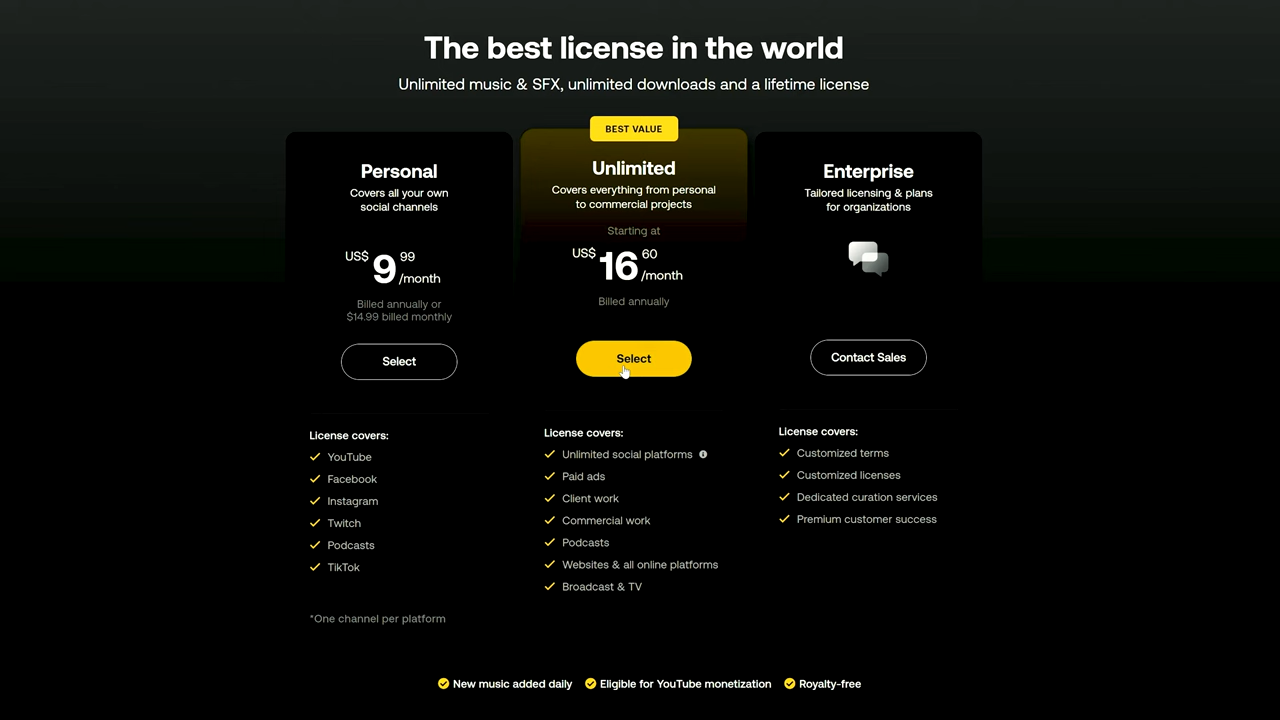 The best license in the world
Unlimited music & SFX, unlimited downloads and a lifetime license
Personal
Covers all your own
social channels
US$ 9 99 /month
Billed annually or
$14.99 billed monthly
Select
License covers:
YouTube
Facebook
Instagram
Twitch
Podcasts
TikTok
*One channel per platform
BEST VALUE
Unlimited
Covers everything from personal
to commercial projects
Starting at
US$ 16 60 /month
Billed annually
Select
License covers:
Unlimited social platforms
Paid ads
Client work
Commercial work
Podcasts
Websites & all online platforms
Broadcast & TV
Enterprise
Tailored licensing & plans
for organizations
Contact Sales
License covers:
Customized terms
Customized licenses
Dedicated curation services
Premium customer success
New music added daily
Eligible for YouTube monetization
Royalty-free